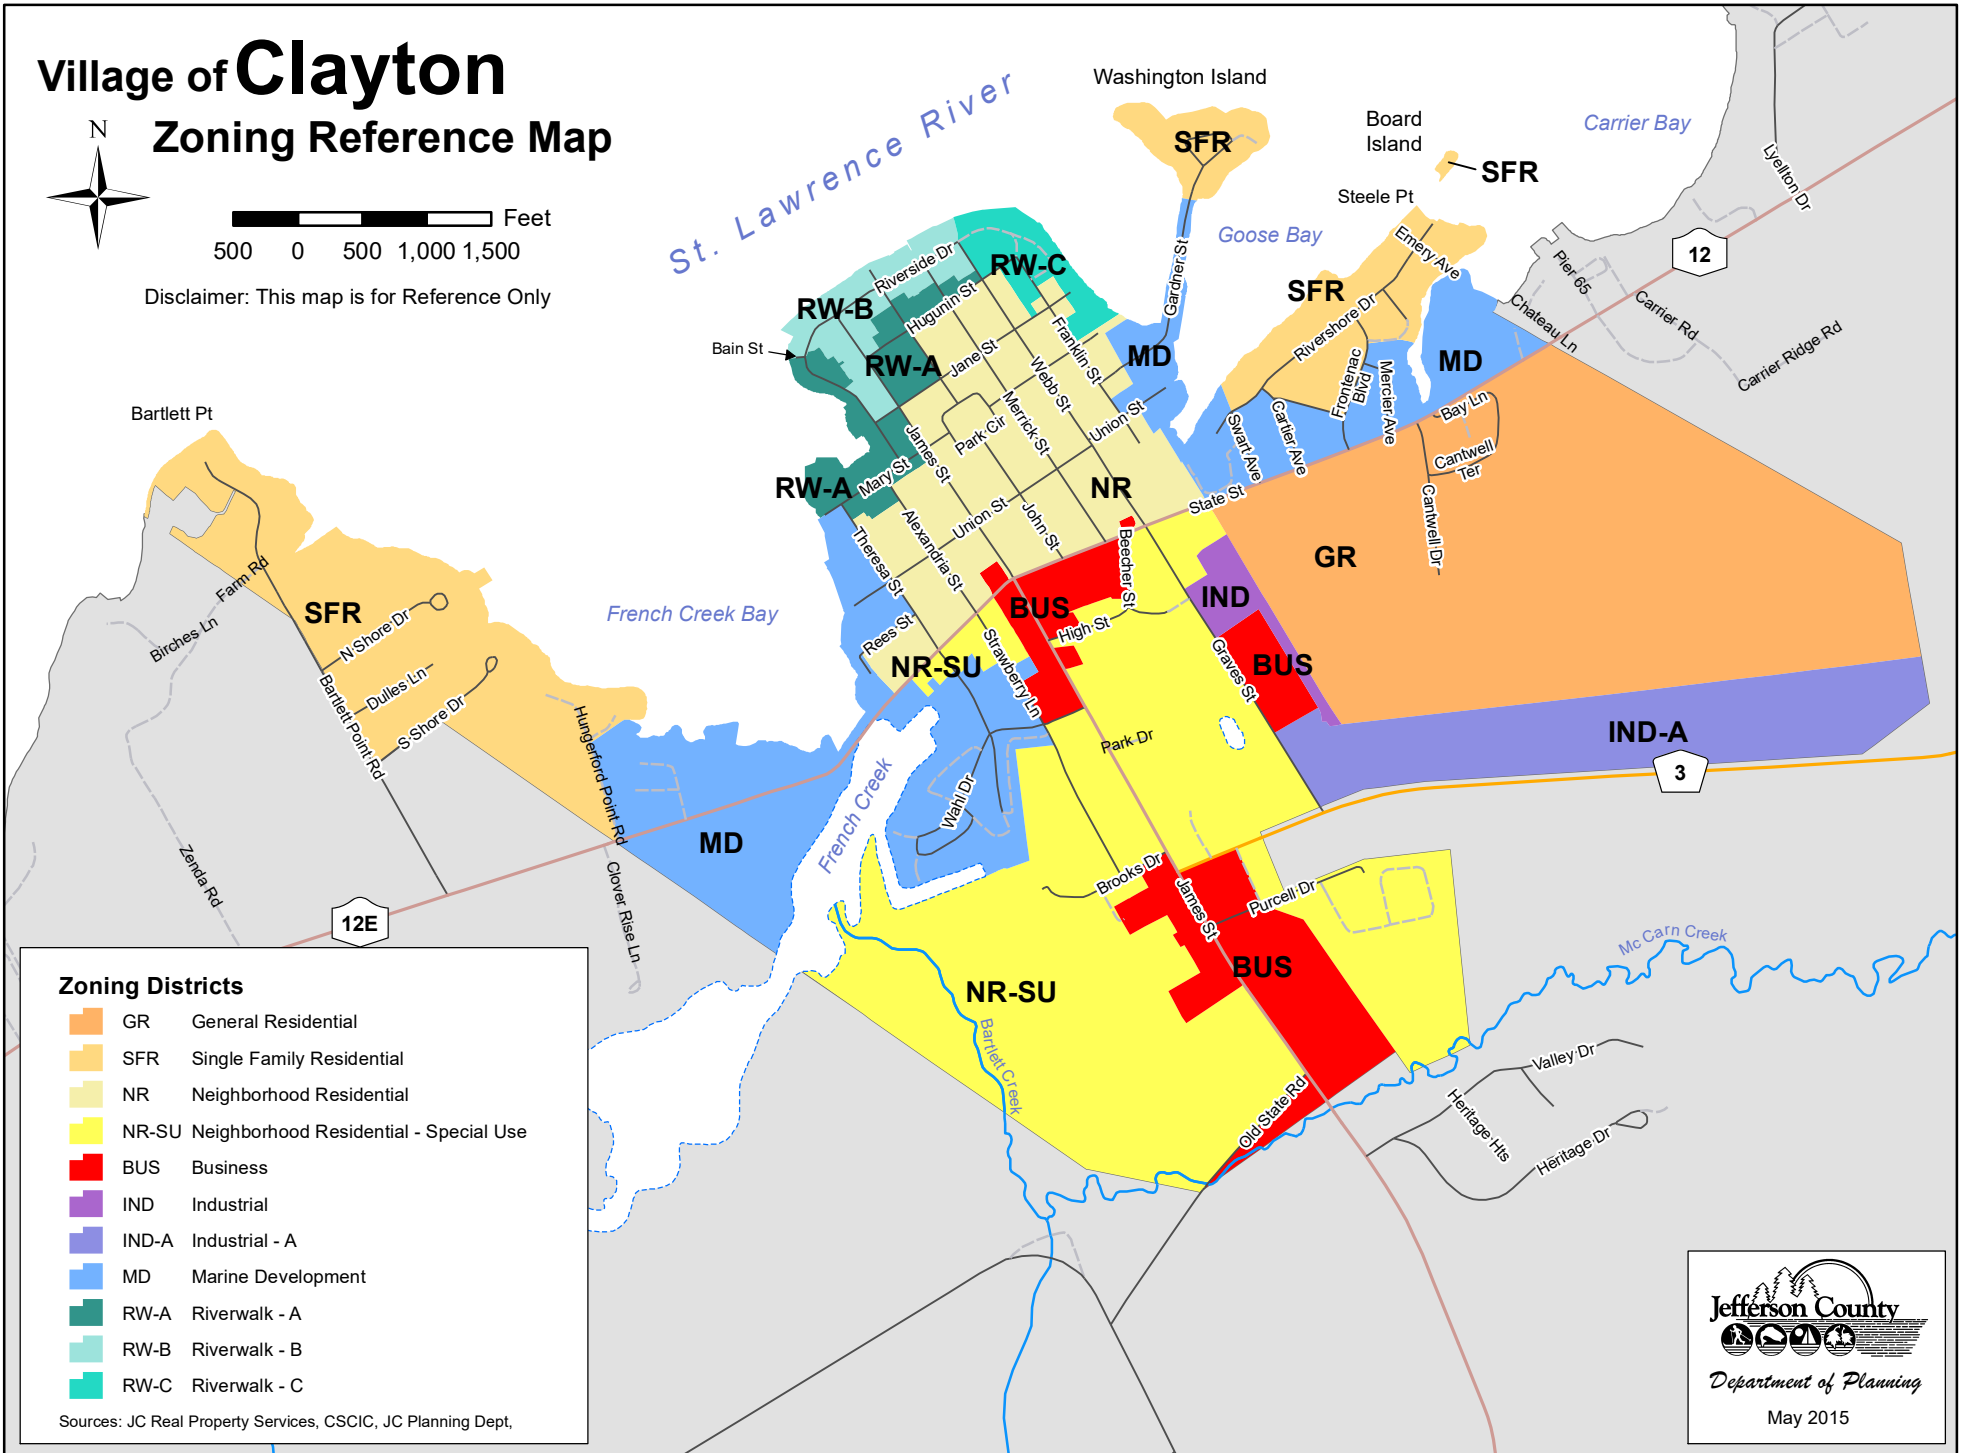 Village of Clayton
Zoning Reference Map
N
Feet
500 0 500 1,000 1,500
Disclaimer: This map is for Reference Only
St. Lawrence River
Washington Island
SFR
Board
Island
SFR
Carrier Bay
Steele Pt
Goose Bay
Emery Ave
Lyellton Dr
12
Pier 65
Carrier Rd
Chateau Ln
Carrier Ridge Rd
Gardner St
SFR
Rivershore Dr
Frontenac
Blvd
Mercier Ave
MD
Bay Ln
Cantwell
Ter
Cantwell Dr
Swart Ave
Cartier Ave
State St
RW-C
Riverside Dr
RW-B
Hugunin St
Bain St
RW-A
Jane St
Franklin St
MD
Webb St
Merrick St
Union St
Park Cir
James St
Mary St
RW-A
NR
Union St
John St
Alexandria St
Theresa St
Beecher St
Bartlett Pt
Farm Rd
SFR
N Shore Dr
Birches Ln
Dulles Ln
S Shore Dr
Bartlett Point Rd
Hungerford Point Rd
French Creek Bay
Rees St
NR-SU
Strawberry Ln
BUS
High St
IND
GR
BUS
Graves St
IND-A
3
Park Dr
Wahl Dr
French Creek
MD
Zenda Rd
Clover Rise Ln
12E
Brooks Dr
James St
Purcell Dr
BUS
NR-SU
Bartlett Creek
Mc Carn Creek
Old State Rd
Valley Dr
Heritage Hts
Heritage Dr
Zoning Districts
GR General Residential
SFR Single Family Residential
NR Neighborhood Residential
NR-SU Neighborhood Residential - Special Use
BUS Business
IND Industrial
IND-A Industrial - A
MD Marine Development
RW-A Riverwalk - A
RW-B Riverwalk - B
RW-C Riverwalk - C
Sources: JC Real Property Services, CSCIC, JC Planning Dept,
Jefferson County
Department of Planning
May 2015